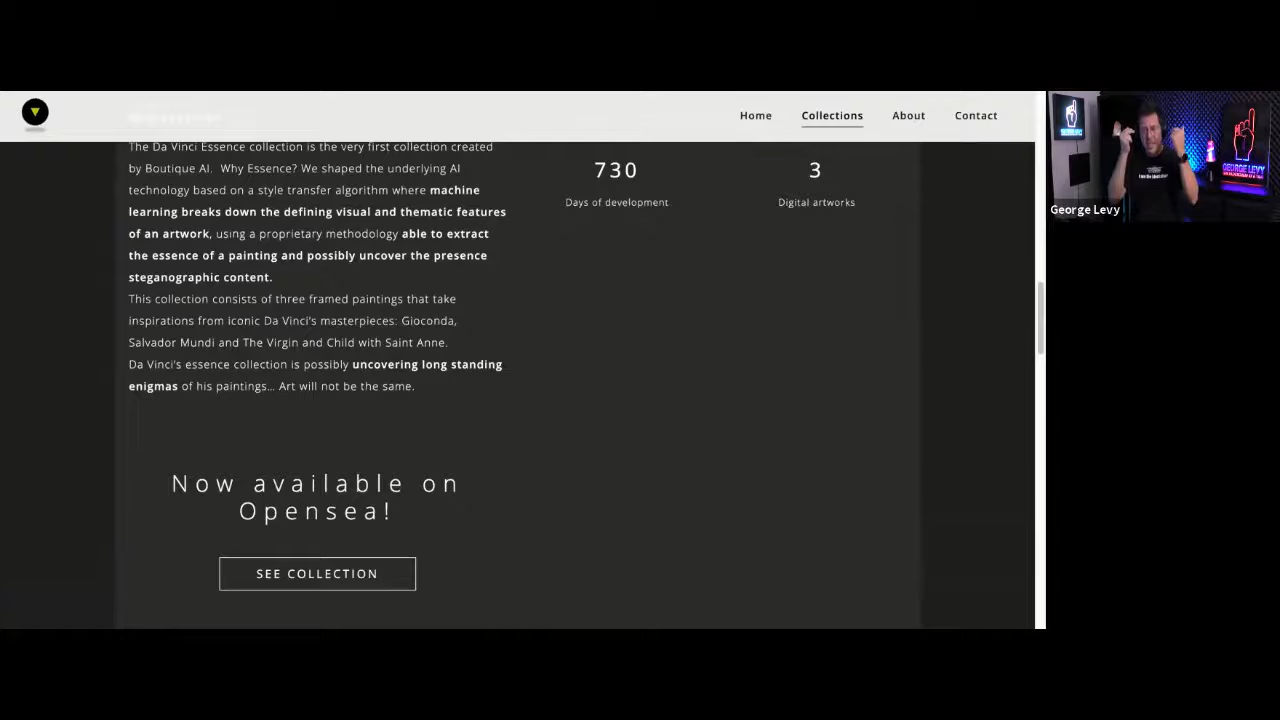 Home Collections About Contact
The Da Vinci Essence collection is the very first collection created
by Boutique AI. Why Essence? We shaped the underlying AI
technology based on a style transfer algorithm where machine
learning breaks down the defining visual and thematic features
of an artwork, using a proprietary methodology able to extract
the essence of a painting and possibly uncover the presence
steganographic content.
This collection consists of three framed paintings that take
inspirations from iconic Da Vinci's masterpieces: Gioconda,
Salvador Mundi and The Virgin and Child with Saint Anne.
Da Vinci's essence collection is possibly uncovering long standing
enigmas of his paintings... Art will not be the same.
730
Days of development
3
Digital artworks
Now available on
Opensea!
SEE COLLECTION
GEORGE LEVY
GEORGE LEVY
George Levy